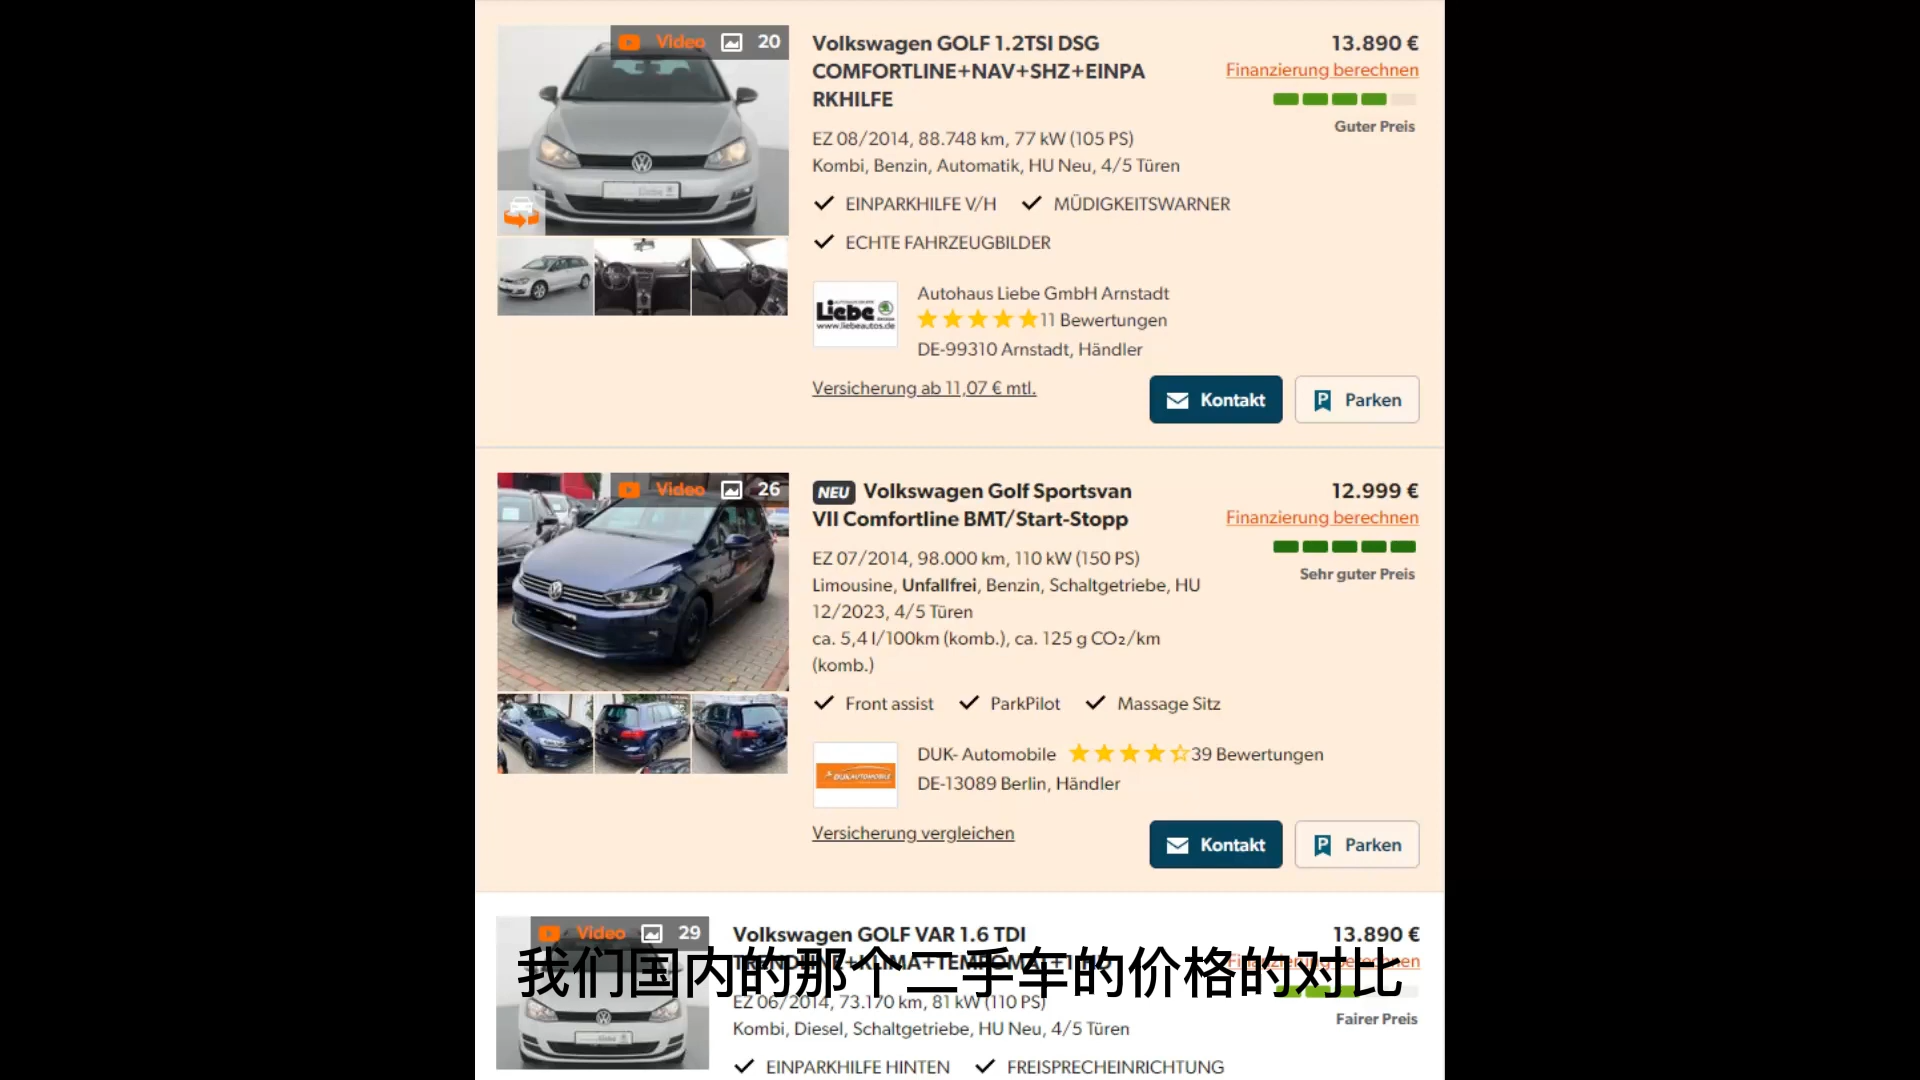 Video 20
Volkswagen GOLF 1.2TSI DSG
COMFORTLINE+NAV+SHZ+EINPA
RKHILFE
13.890 €
Finanzierung berechnen
Guter Preis
EZ 08/2014, 88.748 km, 77 kW (105 PS)
Kombi, Benzin, Automatik, HU Neu, 4/5 Türen
EINPARKHILFE V/H MÜDIGKEITSWARNER
ECHTE FAHRZEUGBILDER
Liebe
www.liebeautos.de
Autohaus Liebe GmbH Arnstadt
11 Bewertungen
DE-99310 Arnstadt, Händler
Versicherung ab 11,07 € mtl.
Kontakt
Parken
Video 26
NEU Volkswagen Golf Sportsvan
VII Comfortline BMT/Start-Stopp
12.999 €
Finanzierung berechnen
Sehr guter Preis
EZ 07/2014, 98.000 km, 110 kW (150 PS)
Limousine, Unfallfrei, Benzin, Schaltgetriebe, HU
12/2023, 4/5 Türen
ca. 5,4 l/100km (komb.), ca. 125 g CO₂/km
(komb.)
Front assist ParkPilot Massage Sitz
DUK AUTOMOBILE
DUK- Automobile 39 Bewertungen
DE-13089 Berlin, Händler
Versicherung vergleichen
Kontakt
Parken
Video 29
Volkswagen GOLF VAR 1.6 TDI
13.890 €
Finanzierung berechnen
我们国内的那个二手车的价格的对比
EZ 06/2014, 73.170 km, 81 kW (110 PS)
Fairer Preis
Kombi, Diesel, Schaltgetriebe, HU Neu, 4/5 Türen
EINPARKHILFE HINTEN FREISPRECHEINRICHTUNG